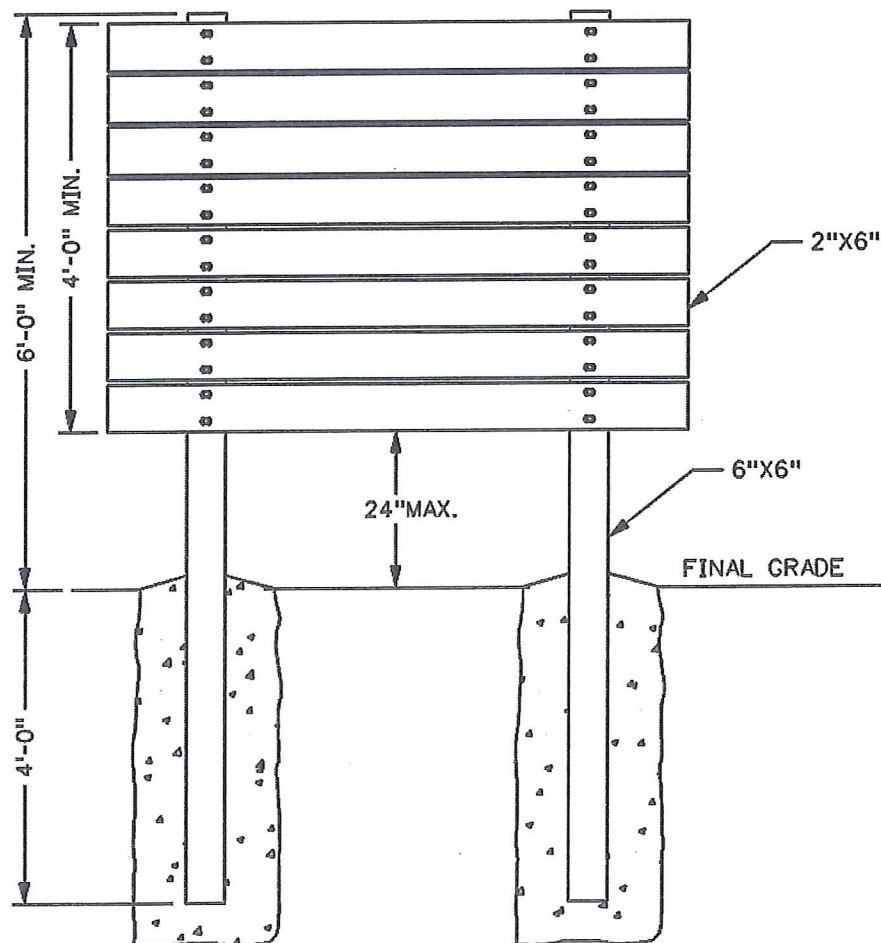 6'-0" MIN.
4'-0" MIN.
2"X6"
24"MAX.
6"X6"
FINAL GRADE
4'-0"